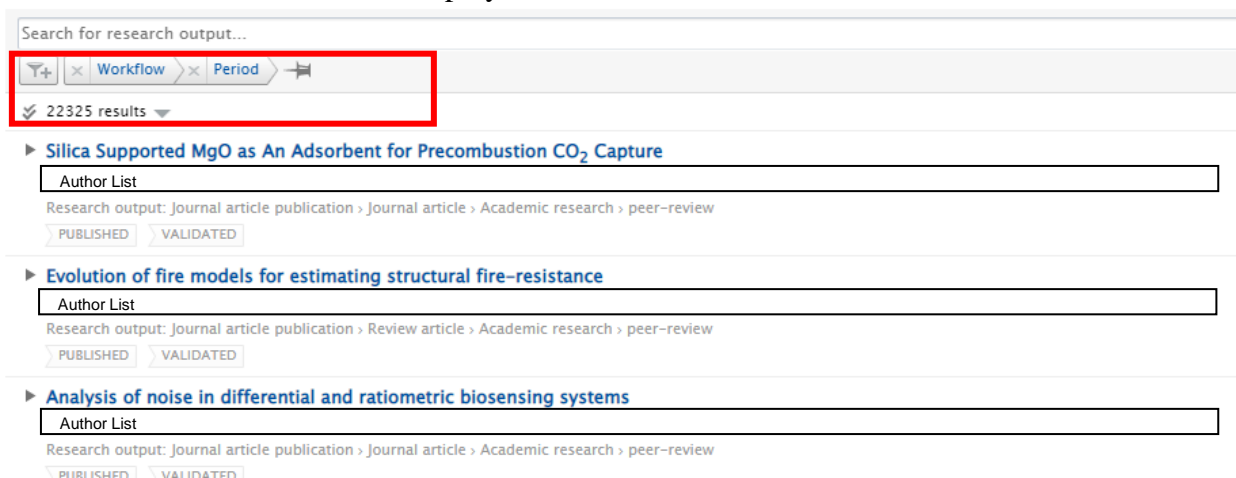 Search for research output...
Workflow Period
22325 results
Silica Supported MgO as An Adsorbent for Precombustion CO₂ Capture
Author List
Research output: Journal article publication › Journal article › Academic research › peer-review
PUBLISHED VALIDATED
Evolution of fire models for estimating structural fire-resistance
Author List
Research output: Journal article publication › Review article › Academic research › peer-review
PUBLISHED VALIDATED
Analysis of noise in differential and ratiometric biosensing systems
Author List
Research output: Journal article publication › Journal article › Academic research › peer-review
PUBLISHED VALIDATED